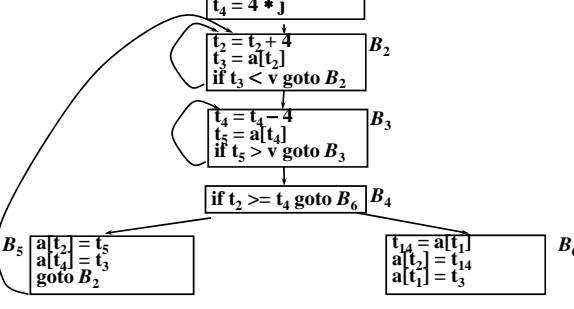 t₄ = 4 * j
t₂ = t₂ + 4
t₃ = a[t₂]
if t₃ < v goto B₂
B₂
t₄ = t₄ – 4
t₅ = a[t₄]
if t₅ > v goto B₃
B₃
if t₂ >= t₄ goto B₆
B₄
B₅
a[t₂] = t₅
a[t₄] = t₃
goto B₂
t₁₄ = a[t₁]
a[t₂] = t₁₄
a[t₁] = t₃